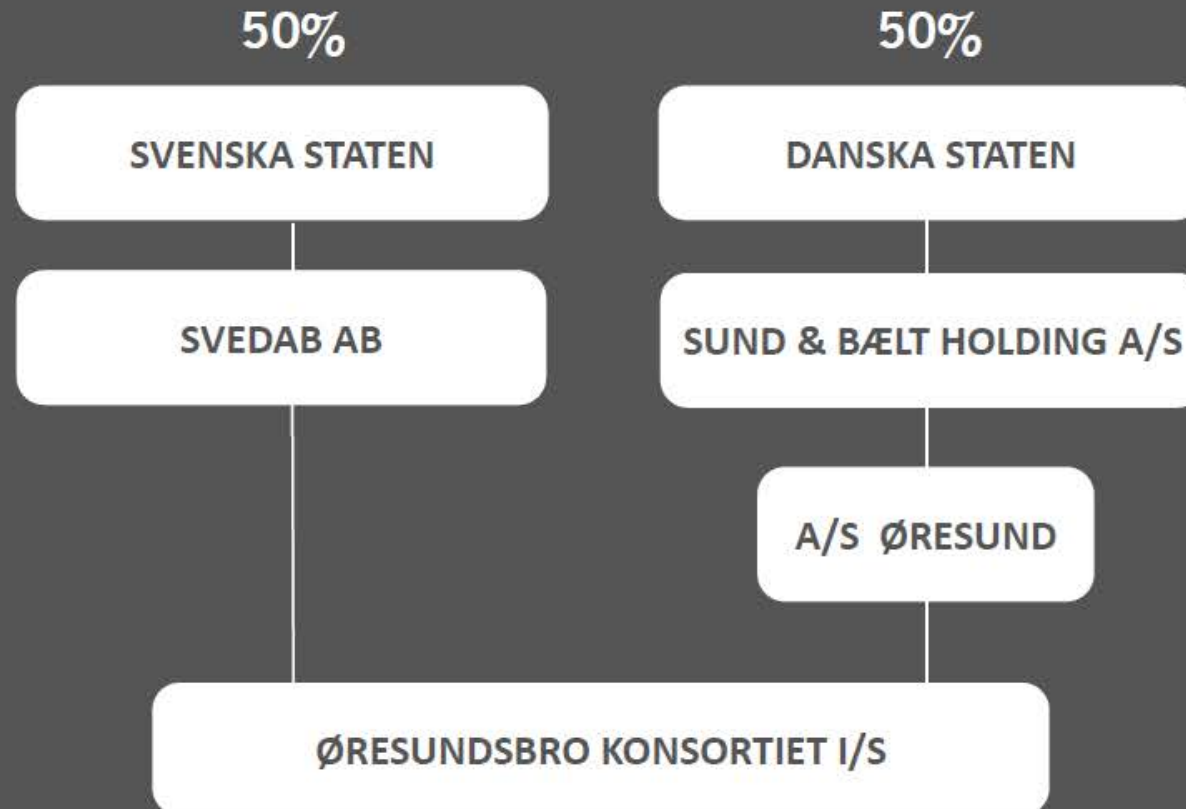 50%
50%
SVENSKA STATEN
DANSKA STATEN
SVEDAB AB
SUND & BÆLT HOLDING A/S
A/S ØRESUND
ØRESUNDSBRO KONSORTIET I/S